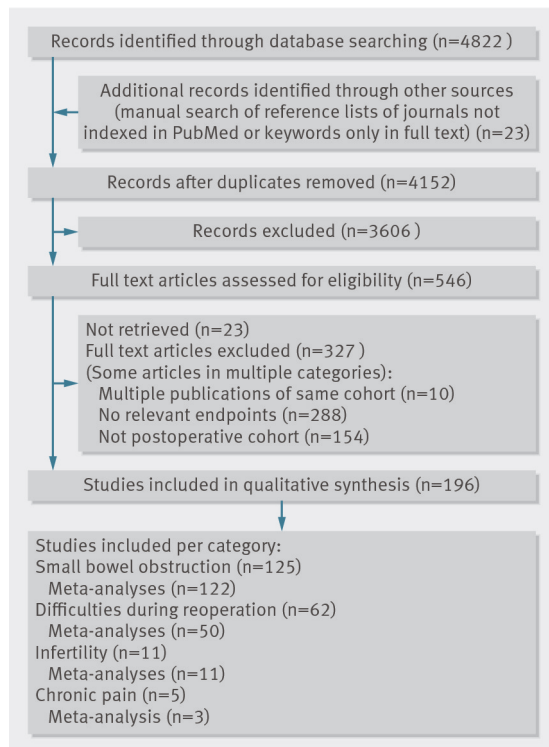 Records identified through database searching (n=4822 )
Additional records identified through other sources
(manual search of reference lists of journals not
indexed in PubMed or keywords only in full text) (n=23)
Records after duplicates removed (n=4152)
Records excluded (n=3606 )
Full text articles assessed for eligibility (n=546)
Not retrieved (n=23)
Full text articles excluded (n=327 )
(Some articles in multiple categories):
Multiple publications of same cohort (n=10)
No relevant endpoints (n=288)
Not postoperative cohort (n=154)
Studies included in qualitative synthesis (n=196)
Studies included per category:
Small bowel obstruction (n=125)
Meta-analyses (n=122)
Difficulties during reoperation (n=62)
Meta-analyses (n=50)
Infertility (n=11)
Meta-analyses (n=11)
Chronic pain (n=5)
Meta-analysis (n=3)